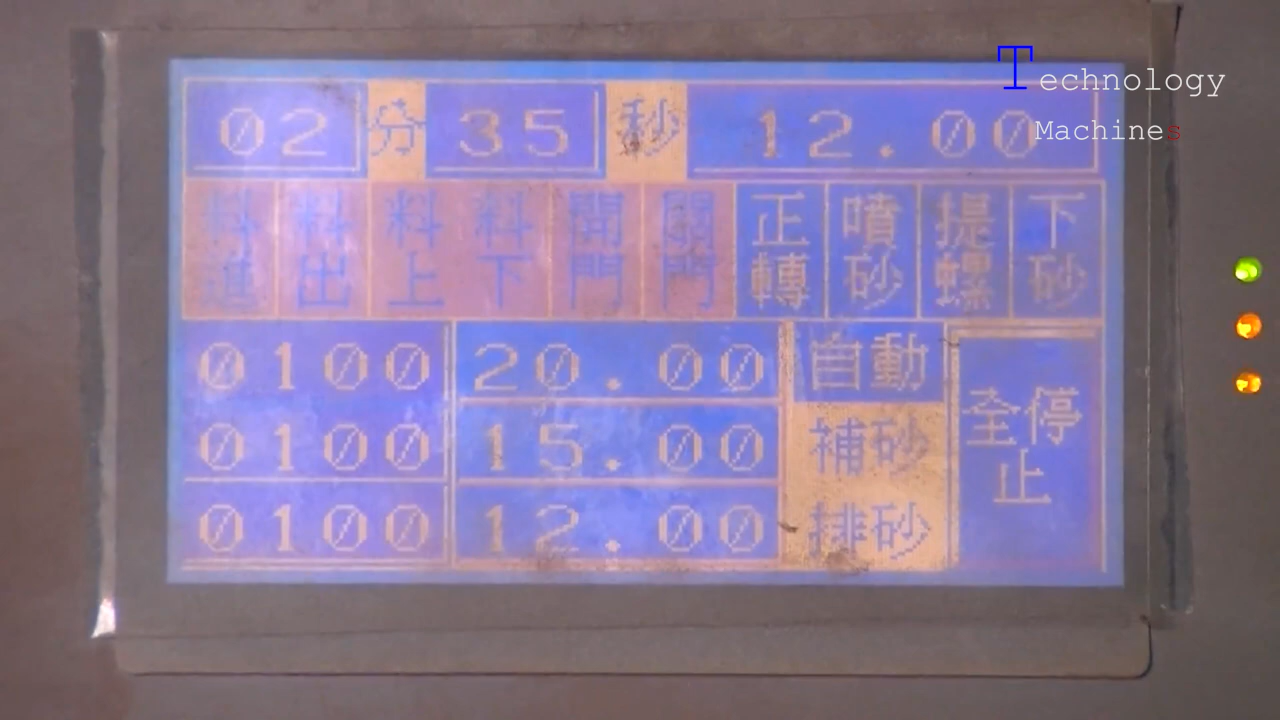 Technology
Machines
02 分 35 秒 12.00
料進 料出 料上 料下 開門 關門 正轉 噴砂 提螺 下砂
0100 20.00 自動
0100 15.00 補砂
0100 12.00 排砂
全停止